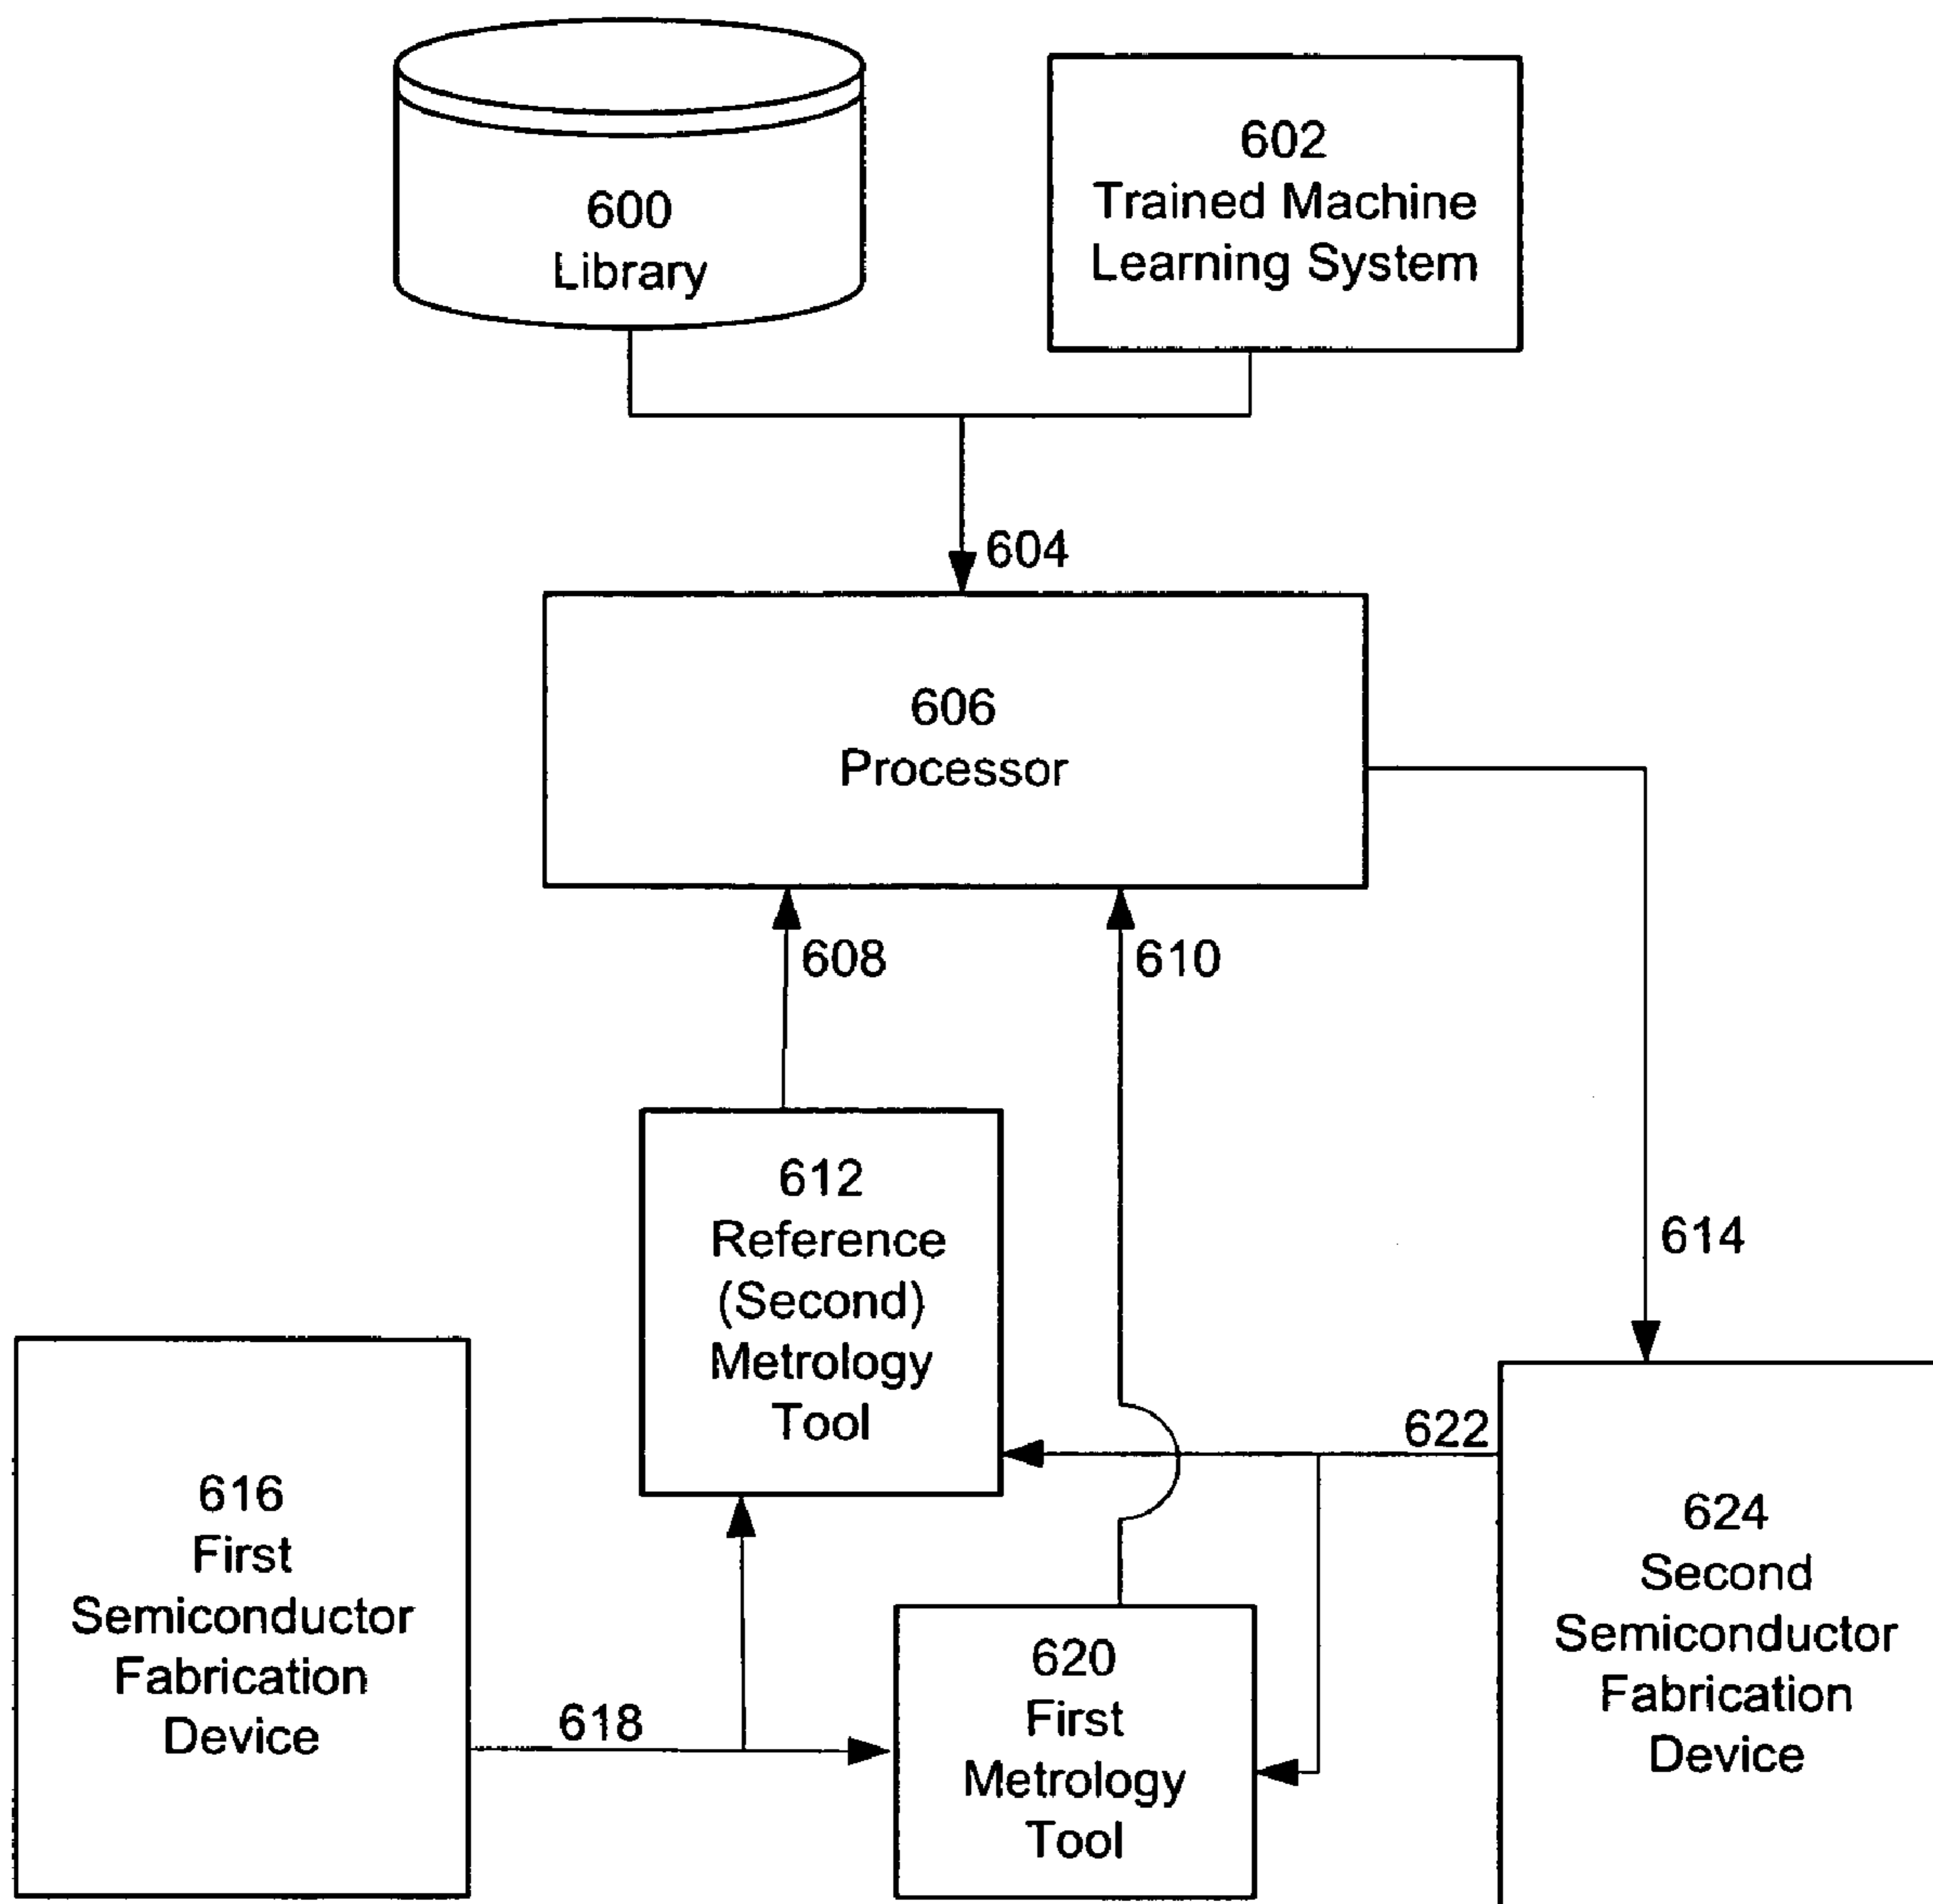 600
Library
602
Trained Machine
Learning System
604
606
Processor
608
610
612
Reference
(Second)
Metrology
Tool
614
616
First
Semiconductor
Fabrication
Device
618
620
First
Metrology
Tool
622
624
Second
Semiconductor
Fabrication
Device